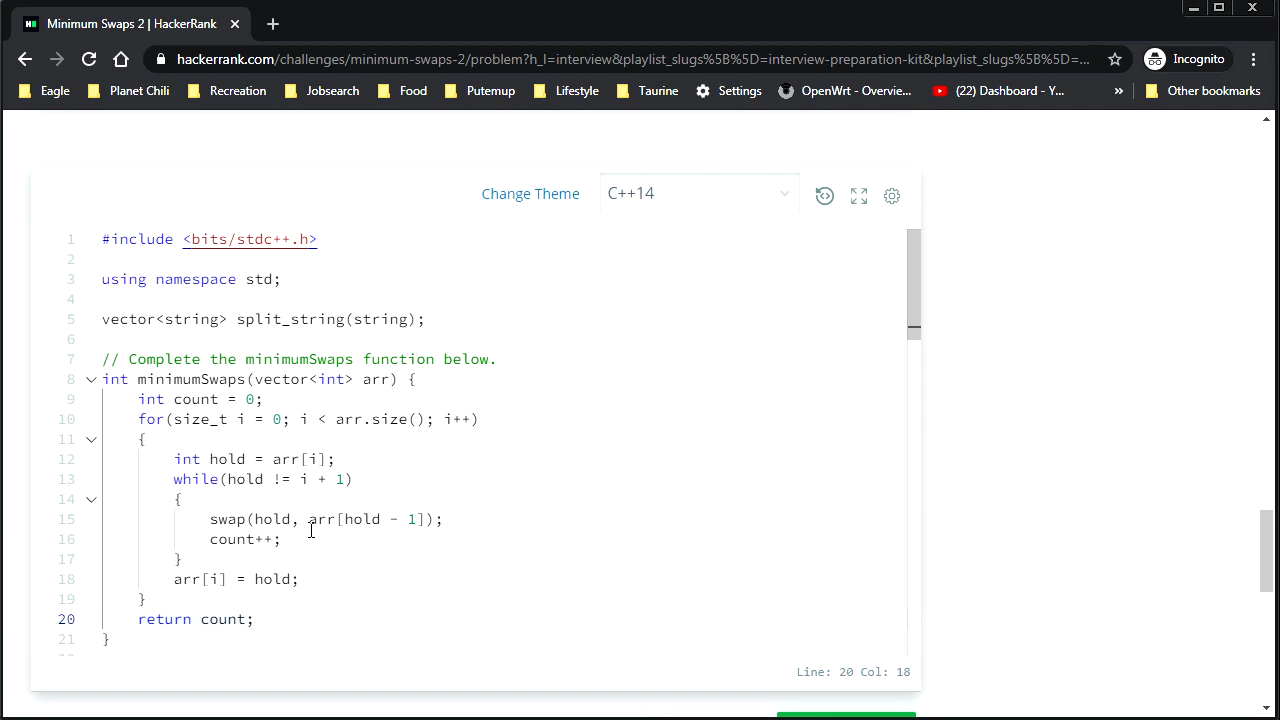 Minimum Swaps 2 | HackerRank
hackerrank.com/challenges/minimum-swaps-2/problem?h_l=interview&playlist_slugs%5B%5D=interview-preparation-kit&playlist_slugs%5B%5D=...
Incognito
Eagle Planet Chili Recreation Jobsearch Food Putemup Lifestyle Taurine Settings OpenWrt - Overvie... (22) Dashboard - Y... » Other bookmarks
Change Theme C++14
1 #include <bits/stdc++.h>
2
3 using namespace std;
4
5 vector<string> split_string(string);
6
7 // Complete the minimumSwaps function below.
8 int minimumSwaps(vector<int> arr) {
9 int count = 0;
10 for(size_t i = 0; i < arr.size(); i++)
11 {
12 int hold = arr[i];
13 while(hold != i + 1)
14 {
15 swap(hold, arr[hold - 1]);
16 count++;
17 }
18 arr[i] = hold;
19 }
20 return count;
21 }
Line: 20 Col: 18